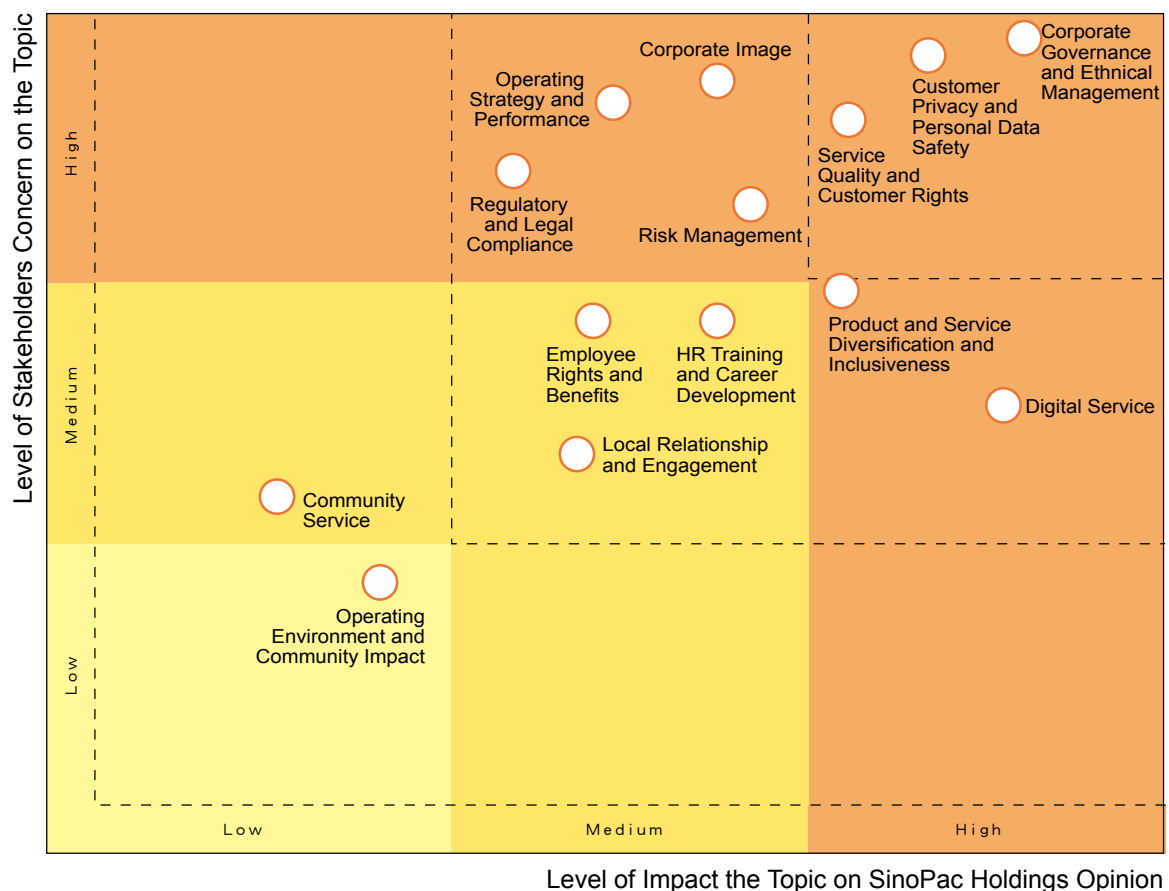 Level of Stakeholders Concern on the Topic
High
Medium
Low
Corporate Image
Operating
Strategy and
Performance
Regulatory
and Legal
Compliance
Risk Management
Corporate
Governance
and Ethnical
Management
Customer
Privacy and
Personal Data
Safety
Service
Quality and
Customer Rights
Employee
Rights and
Benefits
HR Training
and Career
Development
Product and Service
Diversification and
Inclusiveness
Digital Service
Local Relationship
and Engagement
Community
Service
Operating
Environment and
Community Impact
Low
Medium
High
Level of Impact the Topic on SinoPac Holdings Opinion